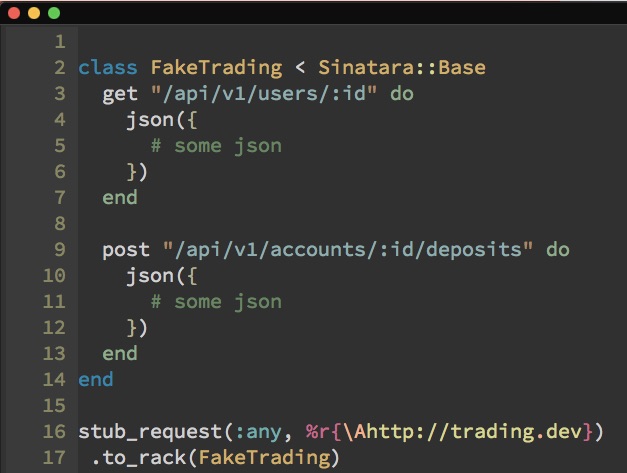 1
2 class FakeTrading < Sinatara::Base
3   get "/api/v1/users/:id" do
4     json({
5       # some json
6     })
7   end
8
9   post "/api/v1/accounts/:id/deposits" do
10     json({
11       # some json
12     })
13   end
14 end
15
16 stub_request(:any, %r{\Ahttp://trading.dev})
17  .to_rack(FakeTrading)